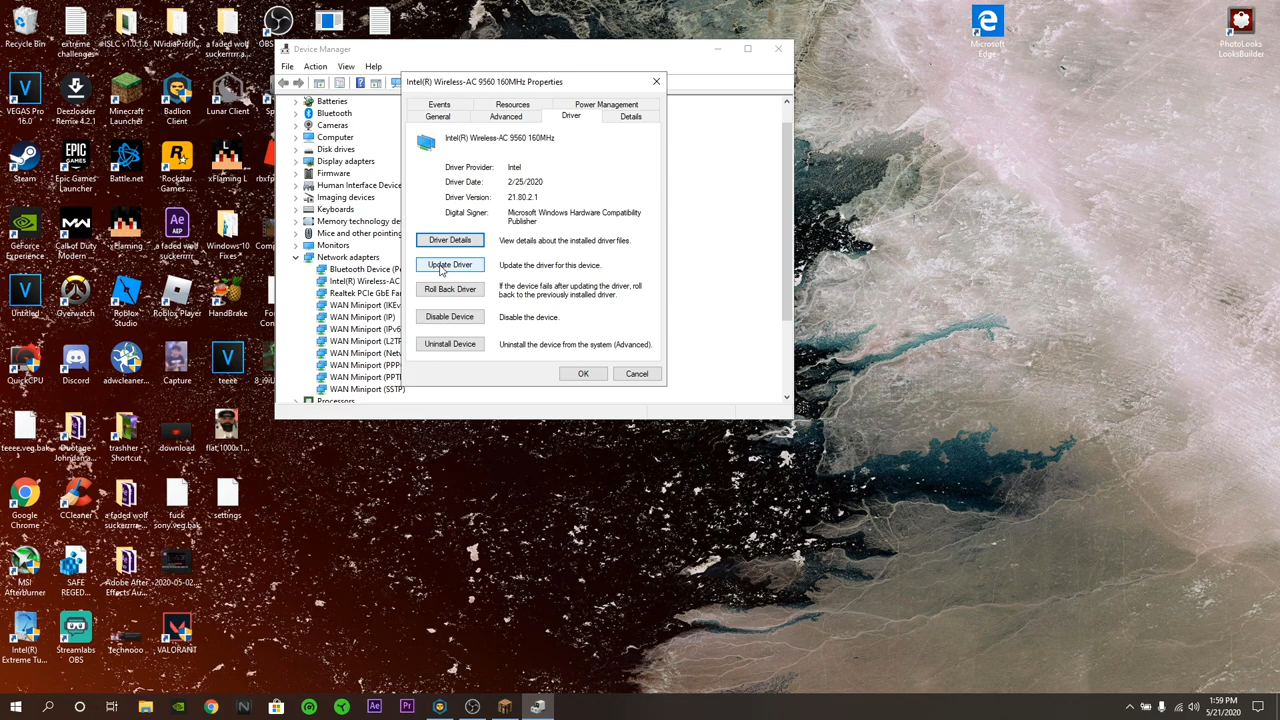 Recycle Bin
extreme challenges
ISLC v1.0.1.6
NVidiaProfil...
a faded wolf suckerrrr.a...
Microsoft Edge
PhotoLooks LooksBuilder
VEGAS Pro 16.0
Deezloader Remix 4.2.1
Minecraft Launcher
Badlion Client
Lunar Client
Steam
Epic Games Launcher
Battle.net
Rockstar Games ...
xFlaming L
GeForce Experience
Call of Duty Modern ...
xFlaming
a faded wolf suckerrrr
Windows 10 Fixes
Untitled
Overwatch
Roblox Studio
Roblox Player
HandBrake
QuickCPU
Discord
adwcleaner...
Capture
teeee
teeee.veg.bak
trashher - Shortcut
download
Google Chrome
CCleaner
a faded wolf suckerrrr-...
fuck sony.veg.bak
settings
MSI Afterburner
SAFE REGED...
Adobe After Effects Au...
2020-05-02...
Intel(R) Extreme Tu...
Streamlabs OBS
Technooo
VALORANT
Device Manager
File Action View Help
Batteries
Bluetooth
Cameras
Computer
Disk drives
Display adapters
Firmware
Human Interface Device
Imaging devices
Keyboards
Memory technology de
Mice and other pointing
Monitors
Network adapters
Bluetooth Device (Pe
Intel(R) Wireless-AC
Realtek PCIe GbE Fa
WAN Miniport (IKEv
WAN Miniport (IP)
WAN Miniport (IPv6
WAN Miniport (L2TP
WAN Miniport (Netw
WAN Miniport (PPP
WAN Miniport (PPTP
WAN Miniport (SSTP)
Processors
Intel(R) Wireless-AC 9560 160MHz Properties
Events Resources Power Management
General Advanced Driver Details
Intel(R) Wireless-AC 9560 160MHz
Driver Provider: Intel
Driver Date: 2/25/2020
Driver Version: 21.80.2.1
Digital Signer: Microsoft Windows Hardware Compatibility
Publisher
Driver Details View details about the installed driver files.
Update Driver Update the driver for this device.
Roll Back Driver If the device fails after updating the driver, roll
back to the previously installed driver.
Disable Device Disable the device.
Uninstall Device Uninstall the device from the system (Advanced).
OK Cancel
1:59 PM
5/21/2020